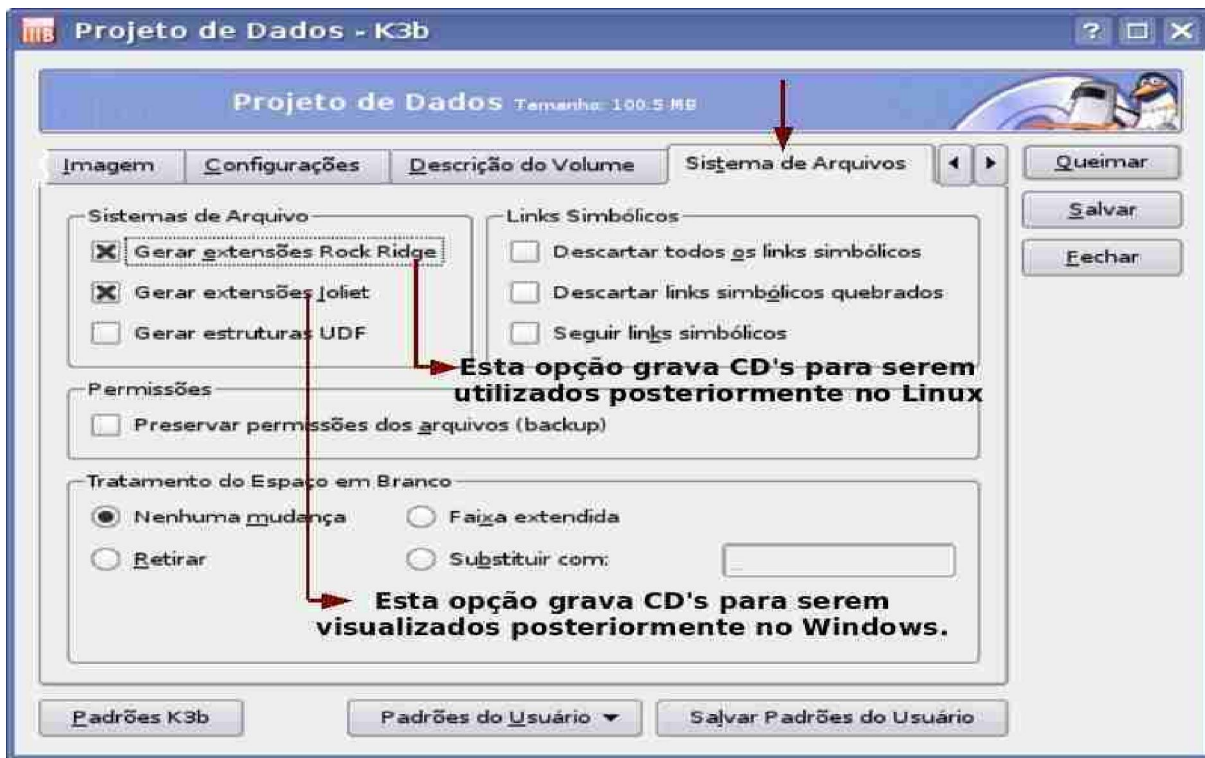 Projeto de Dados - K3b
Projeto de Dados Tamanho: 100.5 MB
Imagem
Configurações
Descrição do Volume
Sistema de Arquivos
Queimar
Salvar
Fechar
Sistemas de Arquivo
Gerar extensões Rock Ridge
Gerar extensões Joliet
Gerar estruturas UDF
Links Simbólicos
Descartar todos os links simbólicos
Descartar links simbólicos quebrados
Seguir links simbólicos
Esta opção grava CD's para serem
utilizados posteriormente no Linux
Permissões
Preservar permissões dos arquivos (backup)
Tratamento do Espaço em Branco
Nenhuma mudança
Faixa extendida
Retirar
Substituir com:
Esta opção grava CD's para serem
visualizados posteriormente no Windows.
Padrões K3b
Padrões do Usuário
Salvar Padrões do Usuário